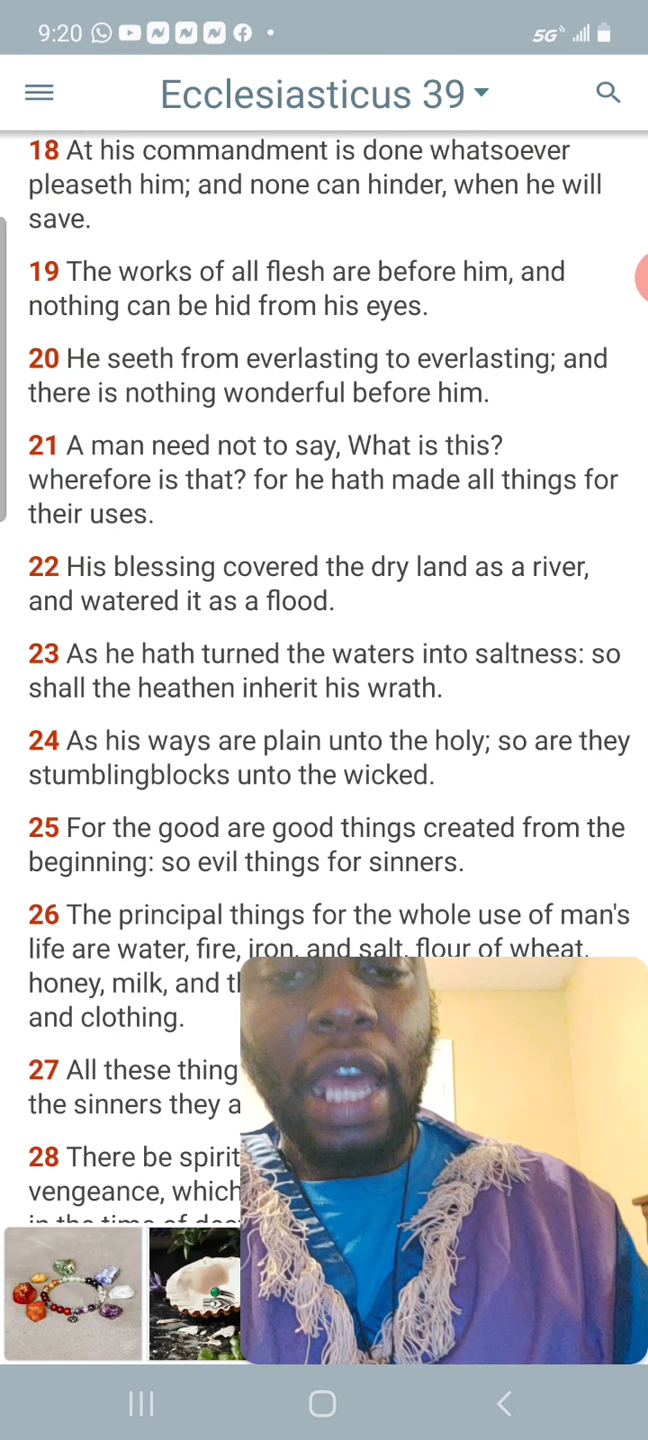 9:20
5G
Ecclesiasticus 39
18 At his commandment is done whatsoever
pleaseth him; and none can hinder, when he will
save.
19 The works of all flesh are before him, and
nothing can be hid from his eyes.
20 He seeth from everlasting to everlasting; and
there is nothing wonderful before him.
21 A man need not to say, What is this?
wherefore is that? for he hath made all things for
their uses.
22 His blessing covered the dry land as a river,
and watered it as a flood.
23 As he hath turned the waters into saltness: so
shall the heathen inherit his wrath.
24 As his ways are plain unto the holy; so are they
stumblingblocks unto the wicked.
25 For the good are good things created from the
beginning: so evil things for sinners.
26 The principal things for the whole use of man's
life are water, fire, iron, and salt, flour of wheat,
honey, milk, and
and clothing.
27 All these thing
the sinners they a
28 There be spirit
vengeance, which
in the time of